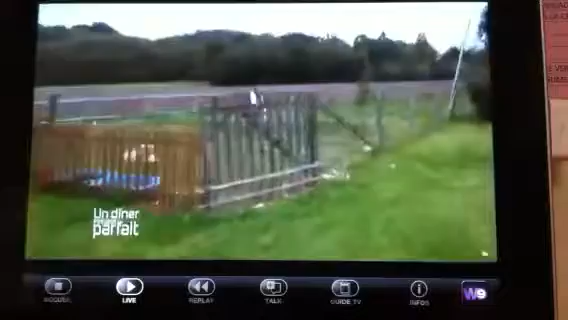 Un dîner
parfait
ACCUEIL
LIVE
REPLAY
TALK
GUIDE TV
INFOS
W9